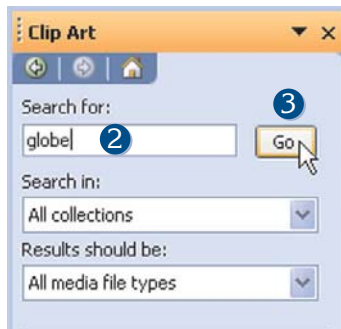 Clip Art
Search for:
3
globe 2 Go
Search in:
All collections
Results should be:
All media file types